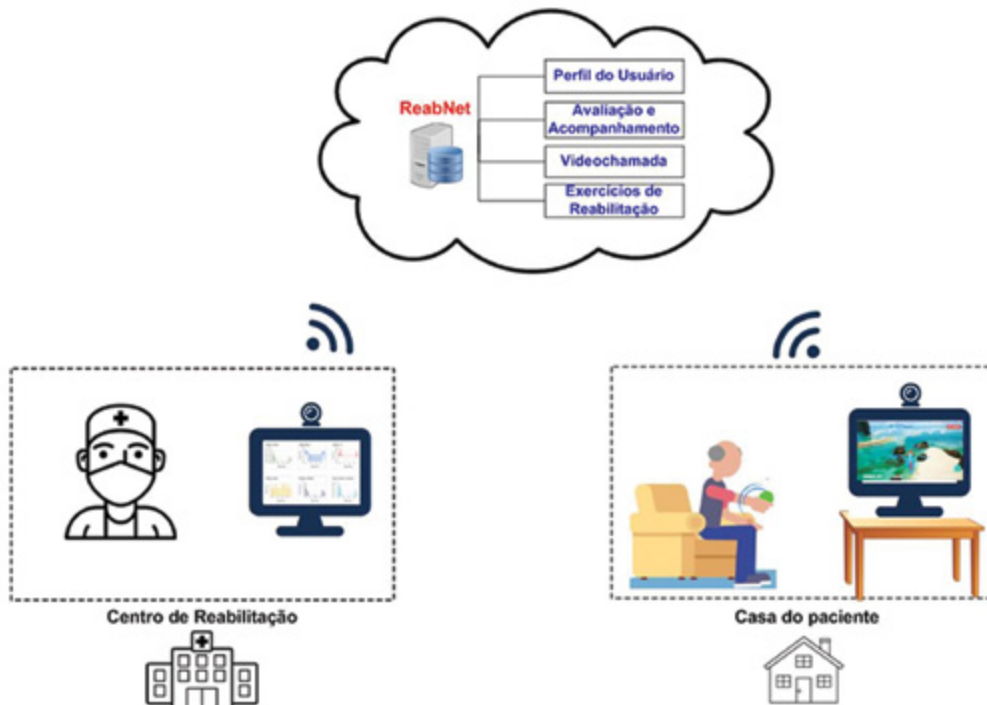 ReabNet
Perfil do Usuário
Avaliação e
Acompanhamento
Videochamada
Exercícios de
Reabilitação
Centro de Reabilitação
Casa do paciente